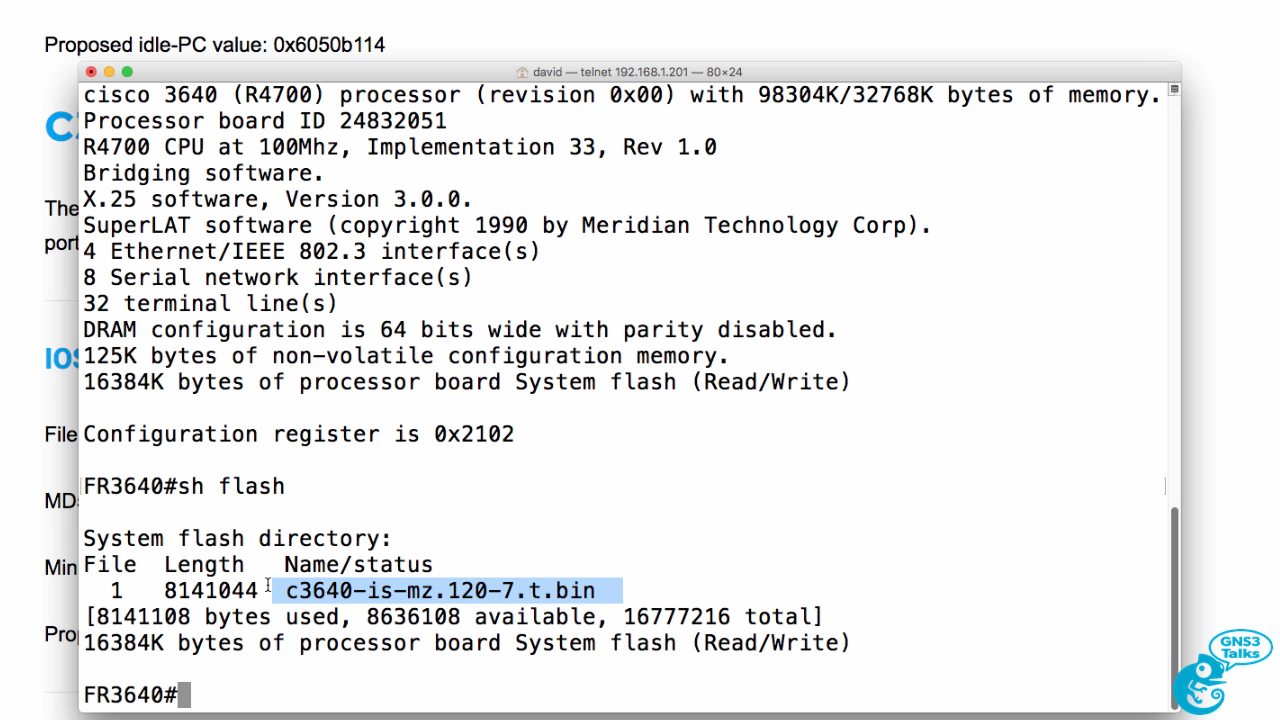 Proposed idle-PC value: 0x6050b114
david — telnet 192.168.1.201 — 80×24
cisco 3640 (R4700) processor (revision 0x00) with 98304K/32768K bytes of memory.
Processor board ID 24832051
R4700 CPU at 100Mhz, Implementation 33, Rev 1.0
Bridging software.
X.25 software, Version 3.0.0.
SuperLAT software (copyright 1990 by Meridian Technology Corp).
4 Ethernet/IEEE 802.3 interface(s)
8 Serial network interface(s)
32 terminal line(s)
DRAM configuration is 64 bits wide with parity disabled.
125K bytes of non-volatile configuration memory.
16384K bytes of processor board System flash (Read/Write)
Configuration register is 0x2102
FR3640#sh flash
System flash directory:
File Length Name/status
1 8141044 c3640-is-mz.120-7.t.bin
[8141108 bytes used, 8636108 available, 16777216 total]
16384K bytes of processor board System flash (Read/Write)
FR3640#
The
port
IOS
File
Min
GNS3
Talks